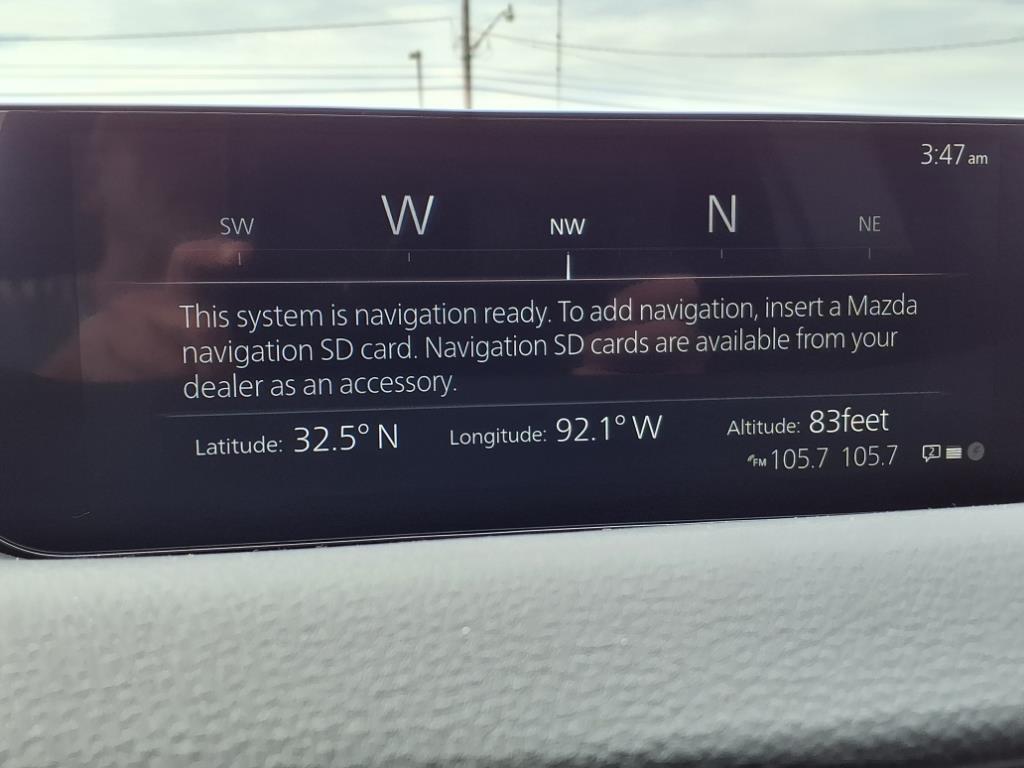 3:47 am
SW W NW N NE
This system is navigation ready. To add navigation, insert a Mazda
navigation SD card. Navigation SD cards are available from your
dealer as an accessory.
Latitude: 32.5° N Longitude: 92.1° W Altitude: 83feet
FM 105.7 105.7 2